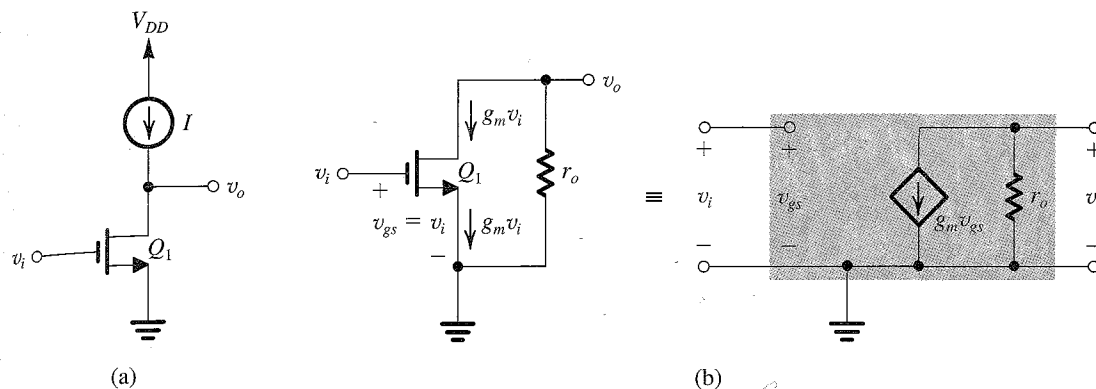 V_DD
I
v_o
v_i
Q_1
(a)
v_o
g_m v_i
v_i
+
Q_1
r_o
v_gs = v_i
g_m v_i
−
≡
+
+
+
v_i
v_gs
g_m v_gs
r_o
v
−
−
−
(b)